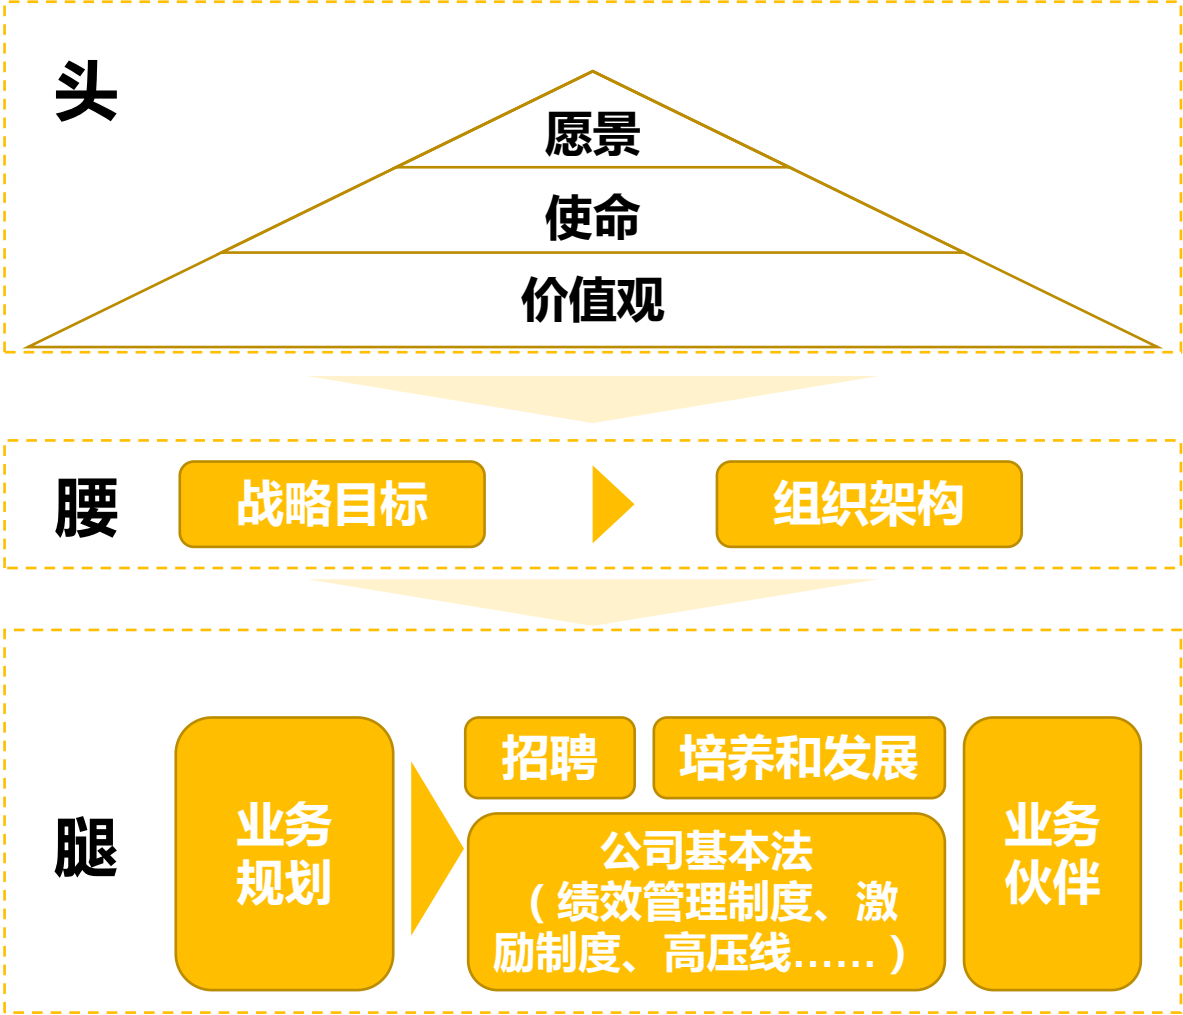 头
愿景
使命
价值观
腰
战略目标
组织架构
腿
业务
规划
招聘
培养和发展
公司基本法
（绩效管理制度、激
励制度、高压线……）
业务
伙伴